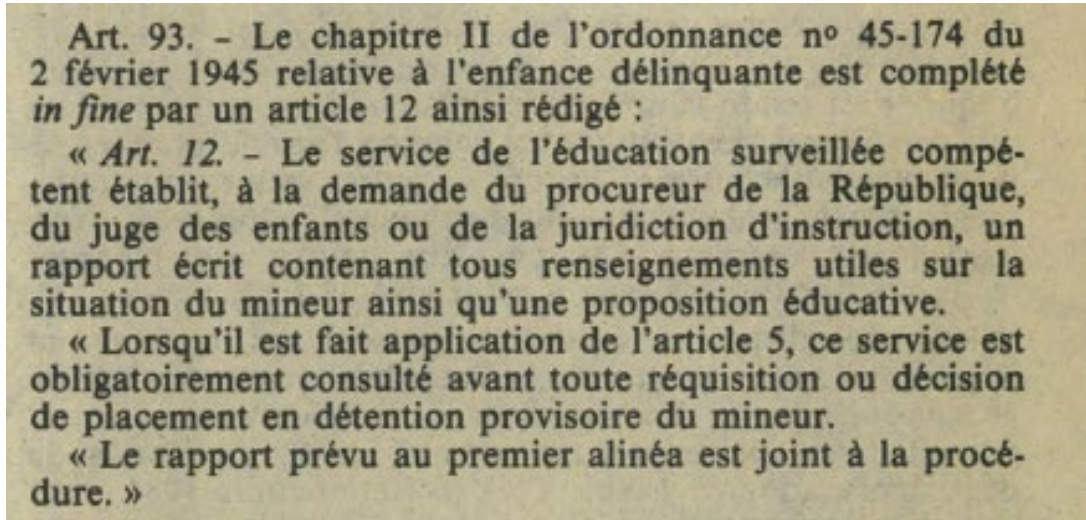 Art. 93. – Le chapitre II de l'ordonnance nº 45-174 du
2 février 1945 relative à l'enfance délinquante est complété
in fine par un article 12 ainsi rédigé :
« Art. 12. – Le service de l'éducation surveillée compé-
tent établit, à la demande du procureur de la République,
du juge des enfants ou de la juridiction d'instruction, un
rapport écrit contenant tous renseignements utiles sur la
situation du mineur ainsi qu'une proposition éducative.
« Lorsqu'il est fait application de l'article 5, ce service est
obligatoirement consulté avant toute réquisition ou décision
de placement en détention provisoire du mineur.
« Le rapport prévu au premier alinéa est joint à la procé-
dure. »